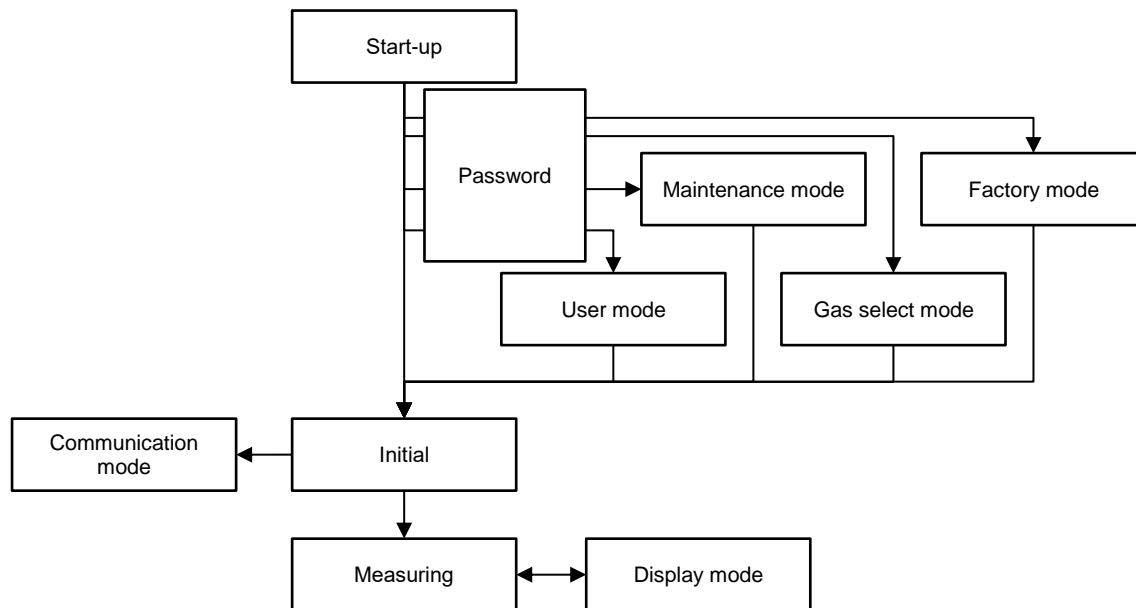 Start-up
Password
Maintenance mode
Factory mode
User mode
Gas select mode
Communication
mode
Initial
Measuring
Display mode